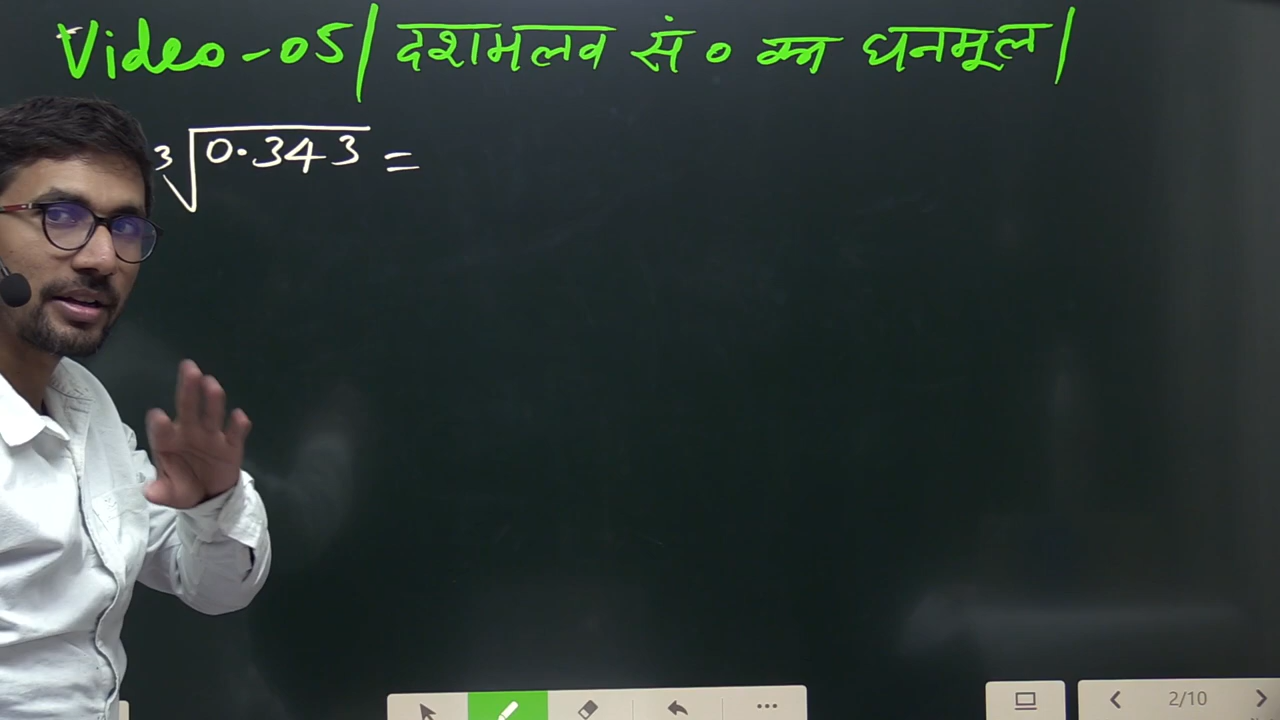 Video-05/ दशमलव सं० का घनमूल/
∛0.343 =
2/10